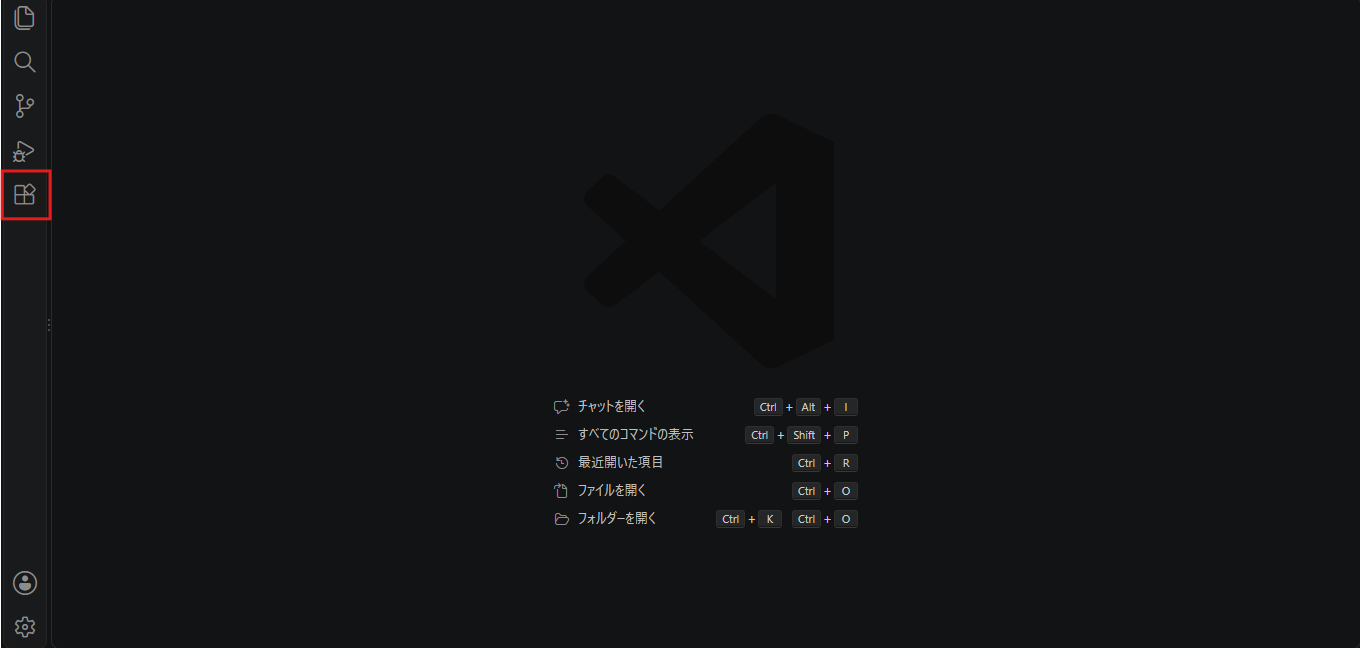 チャットを開く Ctrl + Alt + I
すべてのコマンドの表示 Ctrl + Shift + P
最近開いた項目 Ctrl + R
ファイルを開く Ctrl + O
フォルダーを開く Ctrl + K Ctrl + O